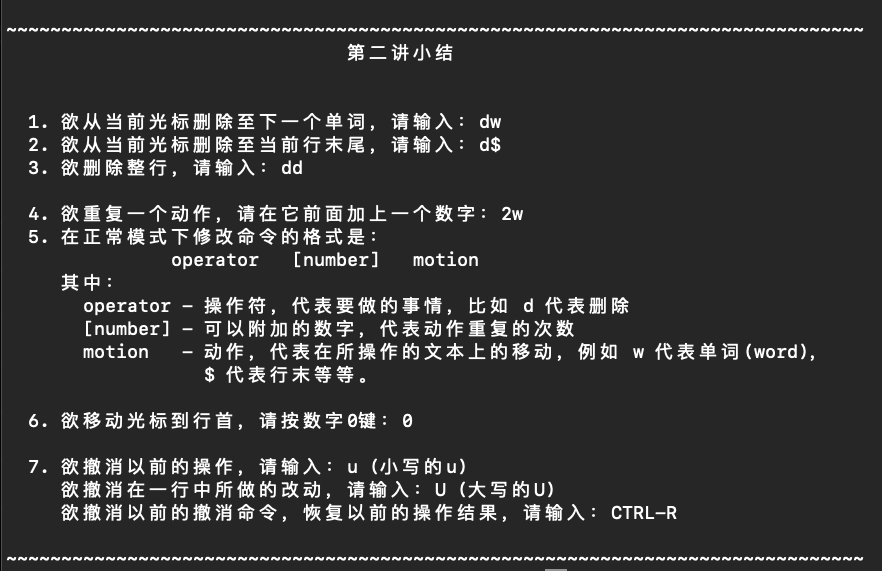 ~~~~~~~~~~~~~~~~~~~~~~~~~~~~~~~~~~~~~~~~~~~~~~~~~~~~~~~~~~~~~~~~~~~~~~~~~~~~~~
第二讲小结
1. 欲从当前光标删除至下一个单词，请输入：dw
2. 欲从当前光标删除至当前行末尾，请输入：d$
3. 欲删除整行，请输入：dd
4. 欲重复一个动作，请在它前面加上一个数字：2w
5. 在正常模式下修改命令的格式是：
operator   [number]   motion
其中：
operator - 操作符，代表要做的事情，比如 d 代表删除
[number] - 可以附加的数字，代表动作重复的次数
motion   - 动作，代表在所操作的文本上的移动，例如 w 代表单词(word)，
$ 代表行末等等。
6. 欲移动光标到行首，请按数字0键：0
7. 欲撤消以前的操作，请输入：u (小写的u)
欲撤消在一行中所做的改动，请输入：U (大写的U)
欲撤消以前的撤消命令，恢复以前的操作结果，请输入：CTRL-R
~~~~~~~~~~~~~~~~~~~~~~~~~~~~~~~~~~~~~~~~~~~~~~~~~~~~~~~~~~~~~~~~~~~~~~~~~~~~~~